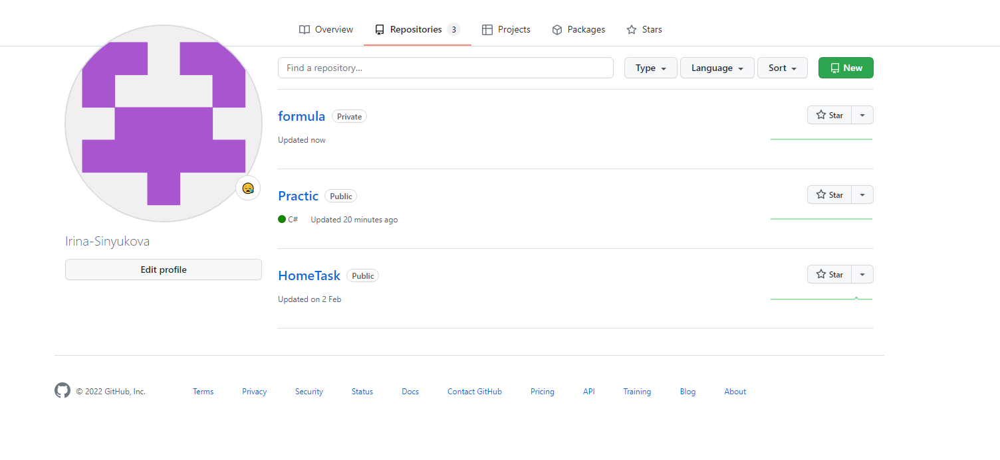 Overview Repositories 3 Projects Packages Stars
Find a repository... Type Language Sort New
formula Private Star
Updated now
Practic Public Star
C# Updated 20 minutes ago
Irina-Sinyukova
Edit profile
HomeTask Public Star
Updated on 2 Feb
© 2022 GitHub, Inc. Terms Privacy Security Status Docs Contact GitHub Pricing API Training Blog About